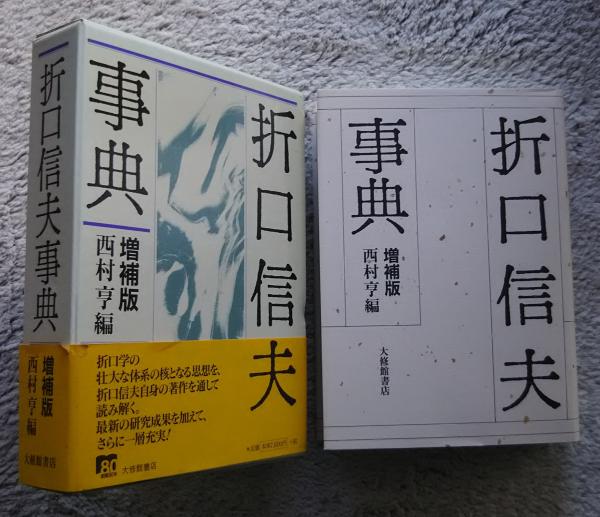 折口信夫事典
増補版
西村亨編
大修館書店
折口信夫
事典
増補版
西村亨編
折口学の
壮大な体系の核となる思想を、
折口信夫自身の著作を通して
読み解く。
最新の研究成果を加えて、
さらに一層充実!
80
大修館書店
折口信夫
事典
増補版
西村亨編
大修館書店